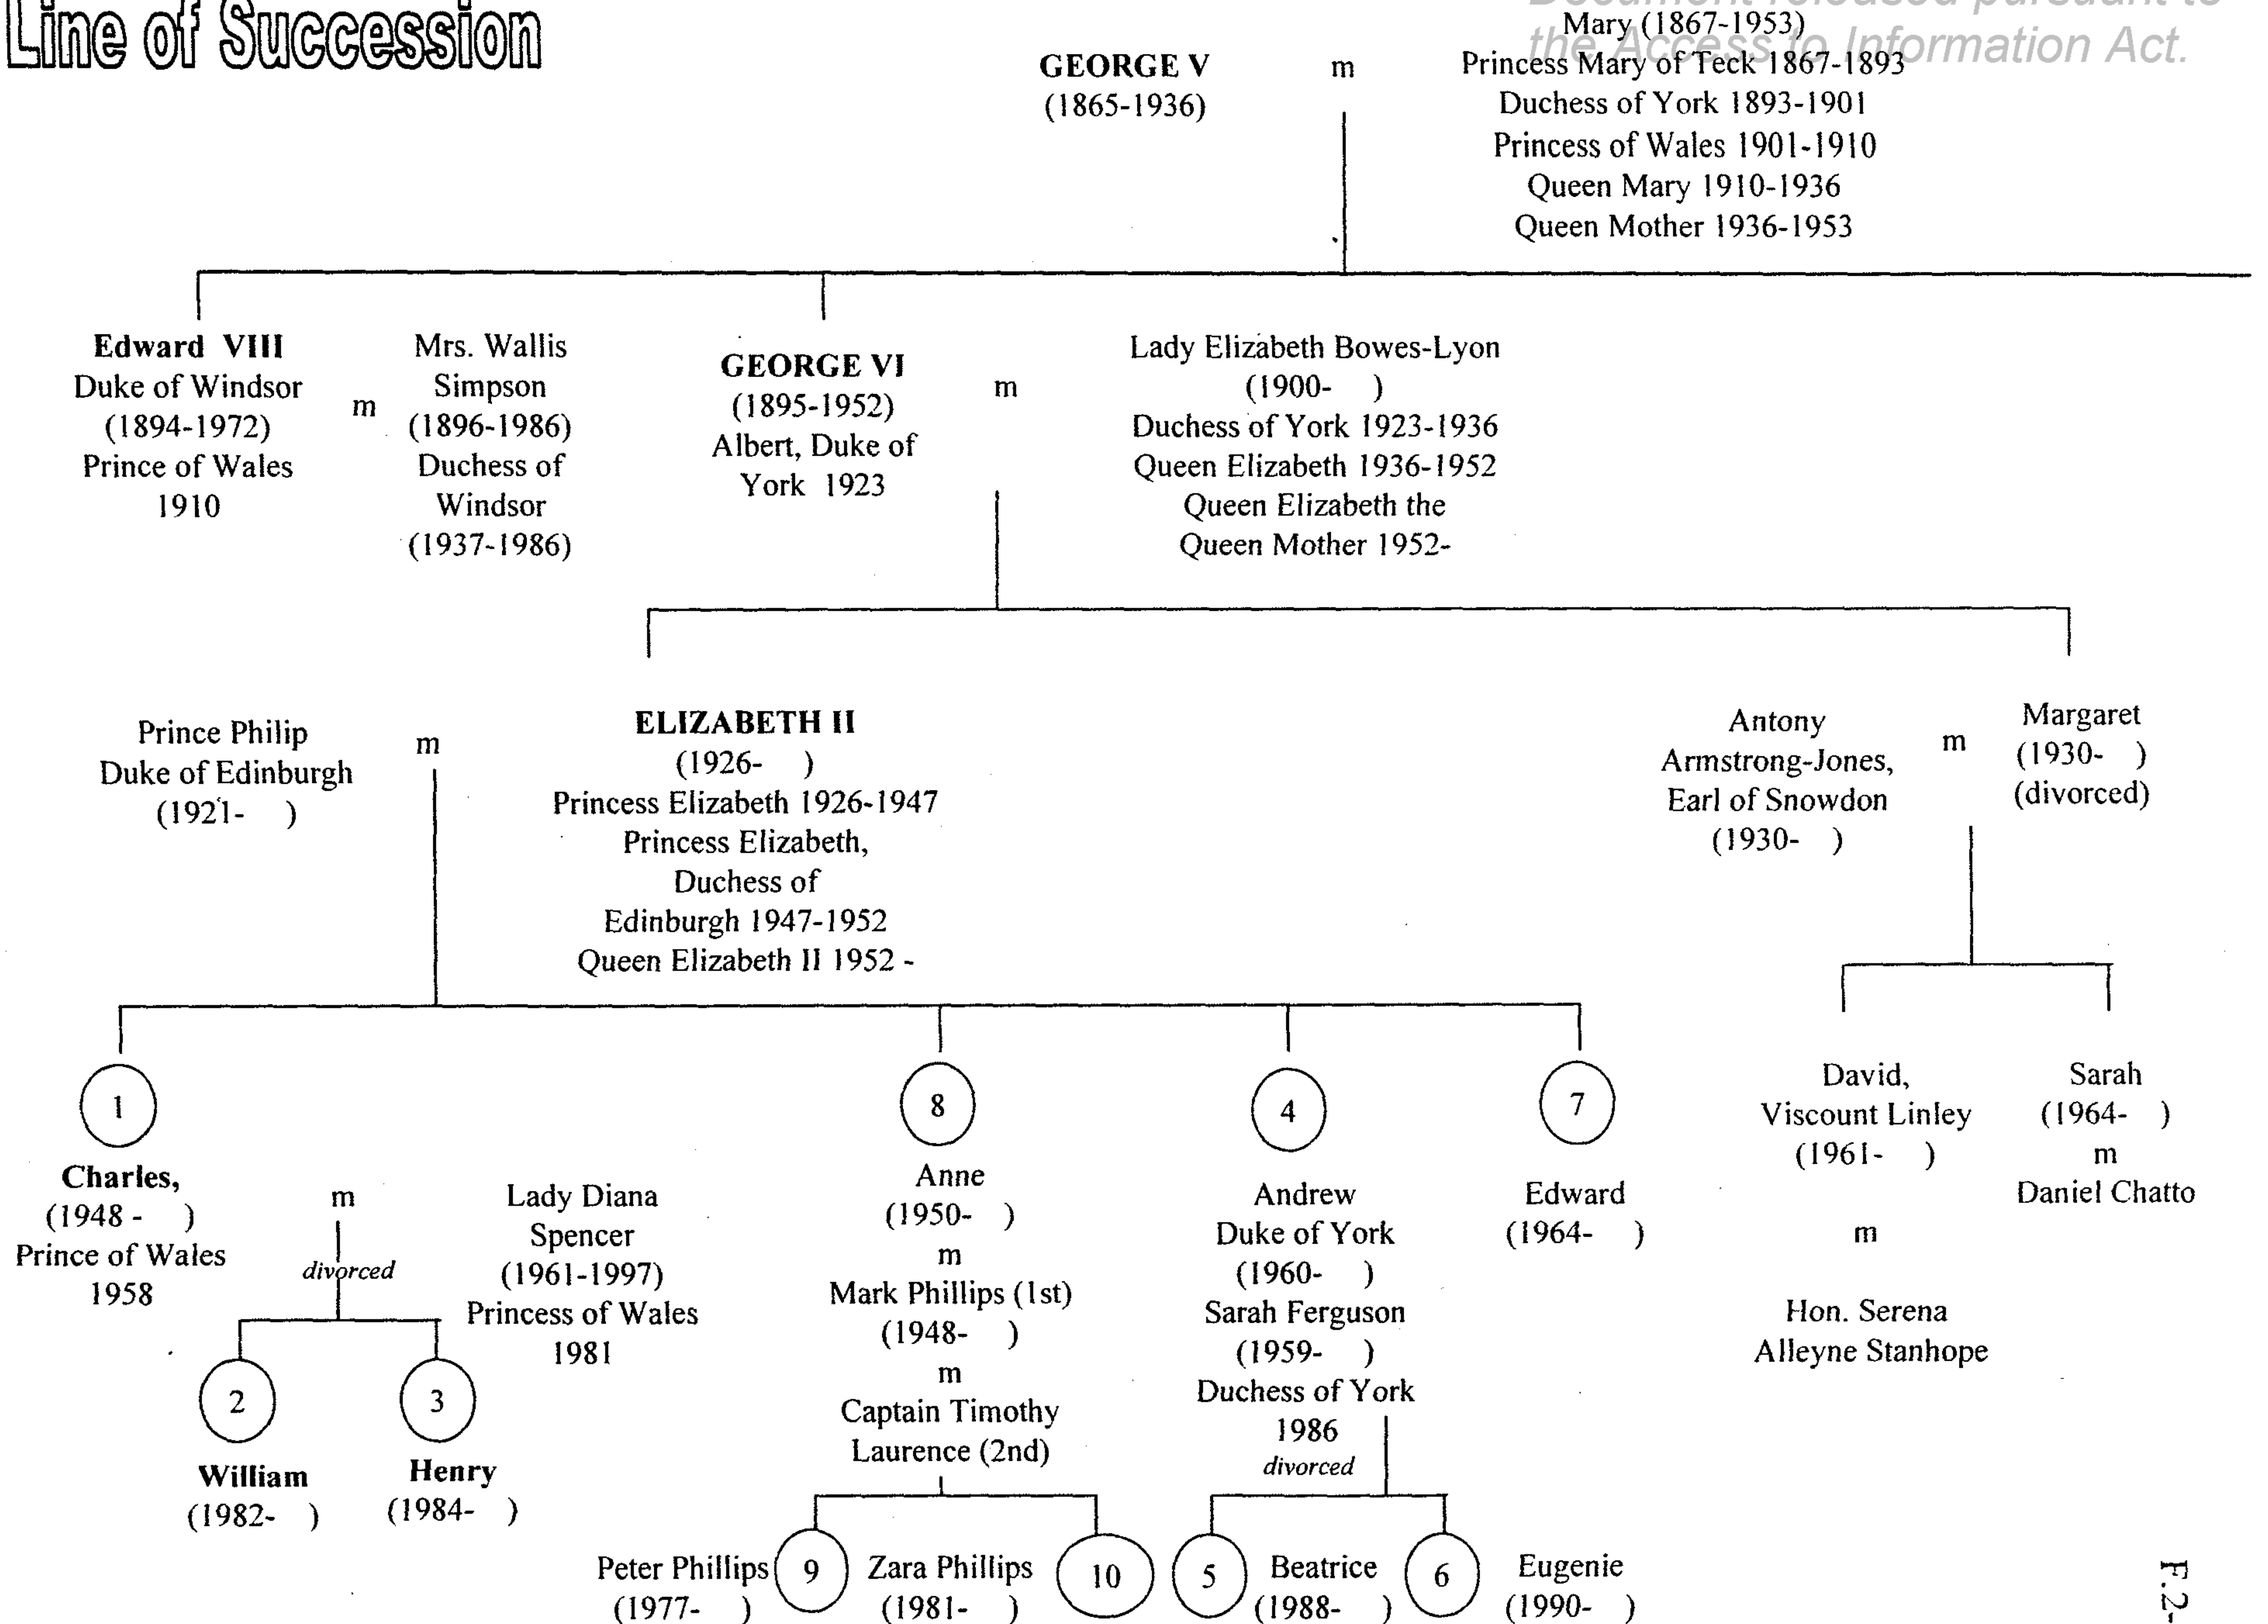 Line of Succession
Document released pursuant to
the Access to Information Act.
GEORGE V
(1865-1936)
m
Mary (1867-1953)
Princess Mary of Teck 1867-1893
Duchess of York 1893-1901
Princess of Wales 1901-1910
Queen Mary 1910-1936
Queen Mother 1936-1953
Edward VIII
Duke of Windsor
(1894-1972)
Prince of Wales
1910
m
Mrs. Wallis
Simpson
(1896-1986)
Duchess of
Windsor
(1937-1986)
GEORGE VI
(1895-1952)
Albert, Duke of
York 1923
m
Lady Elizabeth Bowes-Lyon
(1900- )
Duchess of York 1923-1936
Queen Elizabeth 1936-1952
Queen Elizabeth the
Queen Mother 1952-
Prince Philip
Duke of Edinburgh
(1921- )
m
ELIZABETH II
(1926- )
Princess Elizabeth 1926-1947
Princess Elizabeth,
Duchess of
Edinburgh 1947-1952
Queen Elizabeth II 1952 -
Antony
Armstrong-Jones,
Earl of Snowdon
(1930- )
m
Margaret
(1930- )
(divorced)
1
Charles,
(1948 - )
Prince of Wales
1958
m
divorced
Lady Diana
Spencer
(1961-1997)
Princess of Wales
1981
2
William
(1982- )
3
Henry
(1984- )
8
Anne
(1950- )
m
Mark Phillips (1st)
(1948- )
m
Captain Timothy
Laurence (2nd)
Peter Phillips
(1977- )
9
Zara Phillips
(1981- )
10
4
Andrew
Duke of York
(1960- )
Sarah Ferguson
(1959- )
Duchess of York
1986
divorced
5
Beatrice
(1988- )
6
Eugenie
(1990- )
7
Edward
(1964- )
David,
Viscount Linley
(1961- )
m
Hon. Serena
Alleyne Stanhope
Sarah
(1964- )
m
Daniel Chatto
F.2-